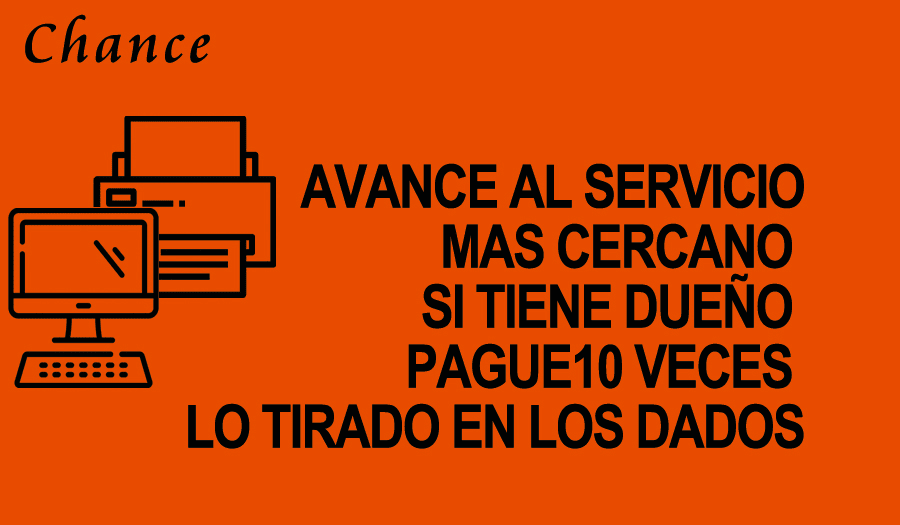 Chance
AVANCE AL SERVICIO
MAS CERCANO
SI TIENE DUEÑO
PAGUE10 VECES
LO TIRADO EN LOS DADOS